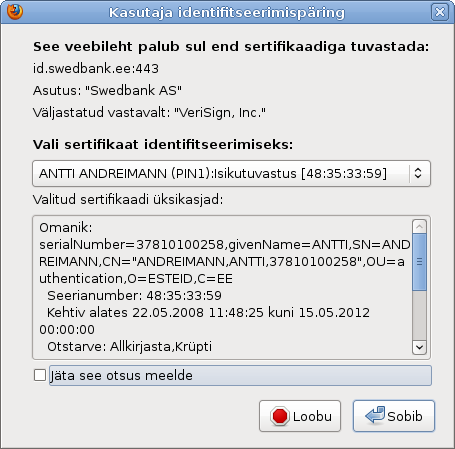 Kasutaja identifitseerimispäring
See veebileht palub sul end sertifikaadiga tuvastada:
id.swedbank.ee:443
Asutus: "Swedbank AS"
Väljastatud vastavalt: "VeriSign, Inc."
Vali sertifikaat identifitseerimiseks:
ANTTI ANDREIMANN (PIN1):Isikutuvastus [48:35:33:59]
Valitud sertifikaadi üksikasjad:
Omanik:
serialNumber=37810100258,givenName=ANTTI,SN=AND
REIMANN,CN="ANDREIMANN,ANTTI,37810100258",OU=a
uthentication,O=ESTEID,C=EE
Seerianumber: 48:35:33:59
Kehtiv alates 22.05.2008 11:48:25 kuni 15.05.2012
00:00:00
Otstarve: Allkirjasta,Krüpti
Jäta see otsus meelde
Loobu
Sobib